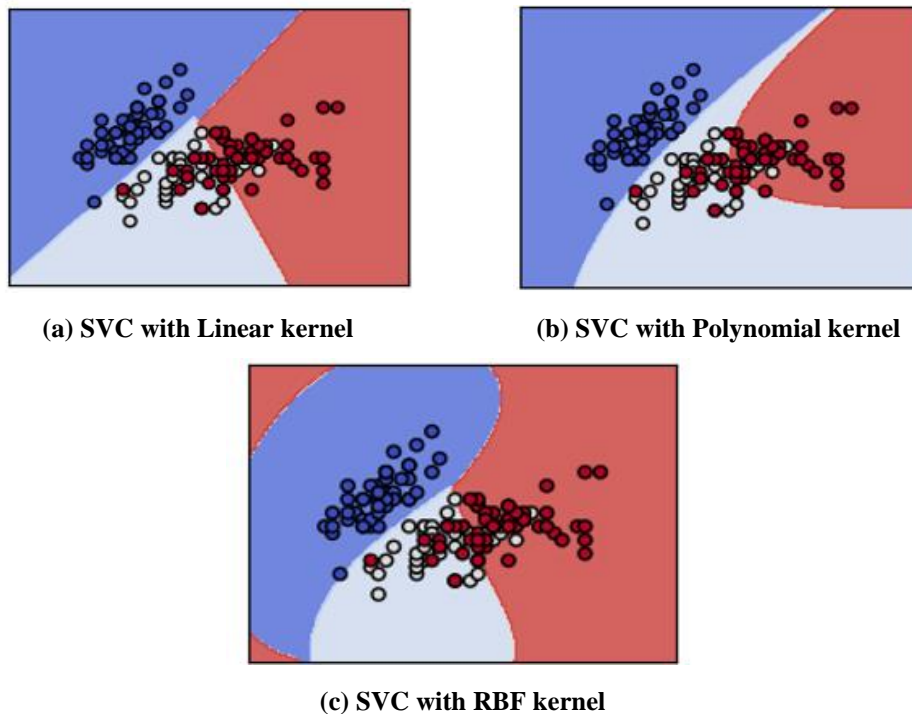 (a) SVC with Linear kernel
(b) SVC with Polynomial kernel
(c) SVC with RBF kernel